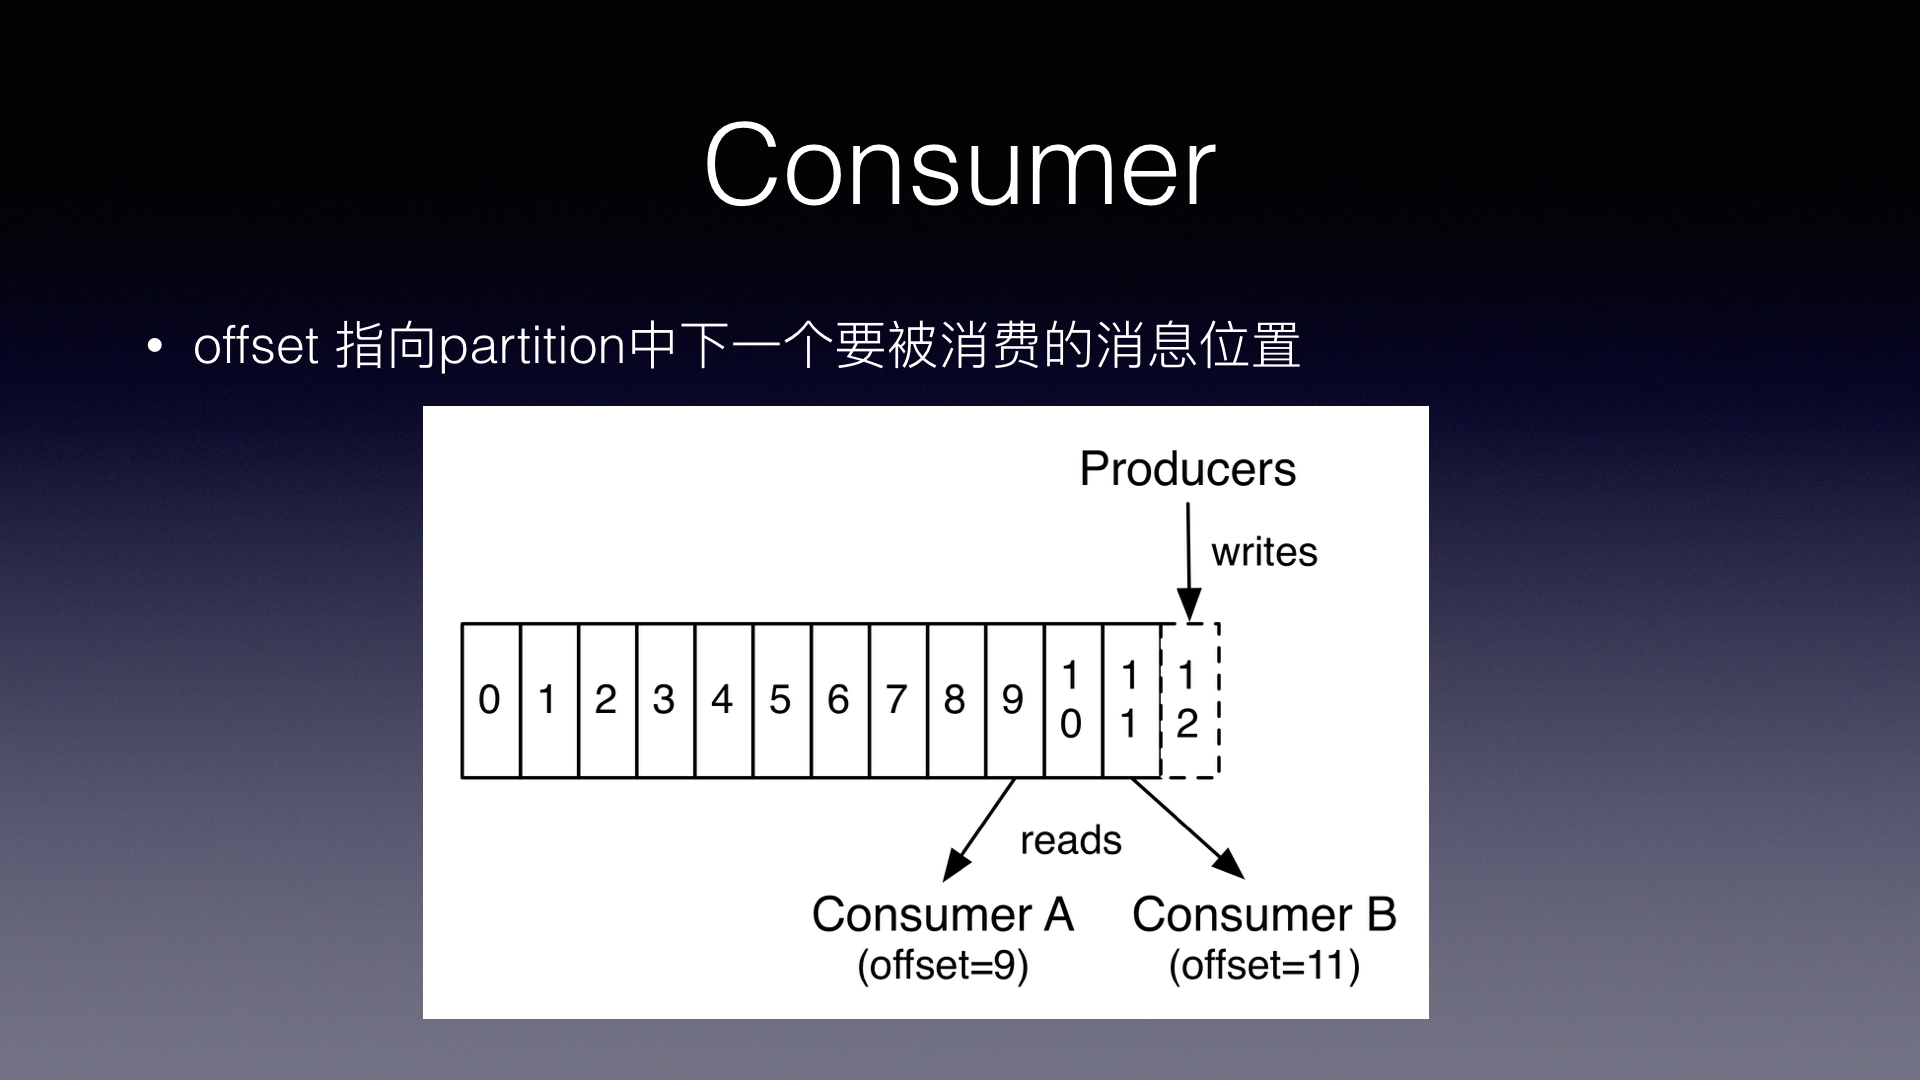 Consumer
• offset 指向partition中下一个要被消费的消息位置
Producers
writes
0 1 2 3 4 5 6 7 8 9 10 11 12
reads
Consumer A Consumer B
(offset=9) (offset=11)